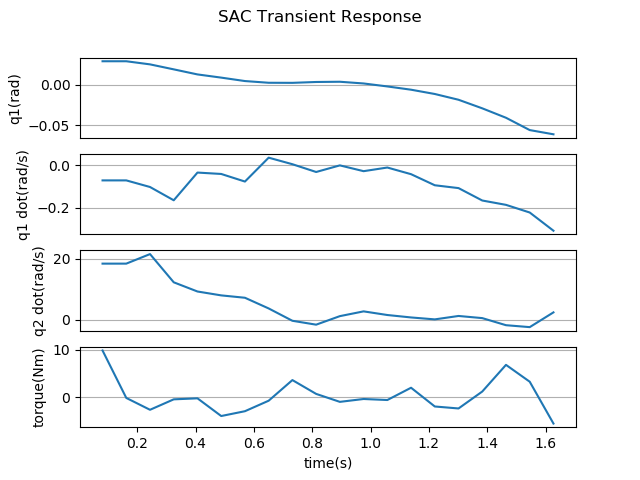 SAC Transient Response
q1(rad)
0.00
−0.05
q1 dot(rad/s)
0.0
−0.2
q2 dot(rad/s)
20
0
torque(Nm)
10
0
0.2 0.4 0.6 0.8 1.0 1.2 1.4 1.6
time(s)